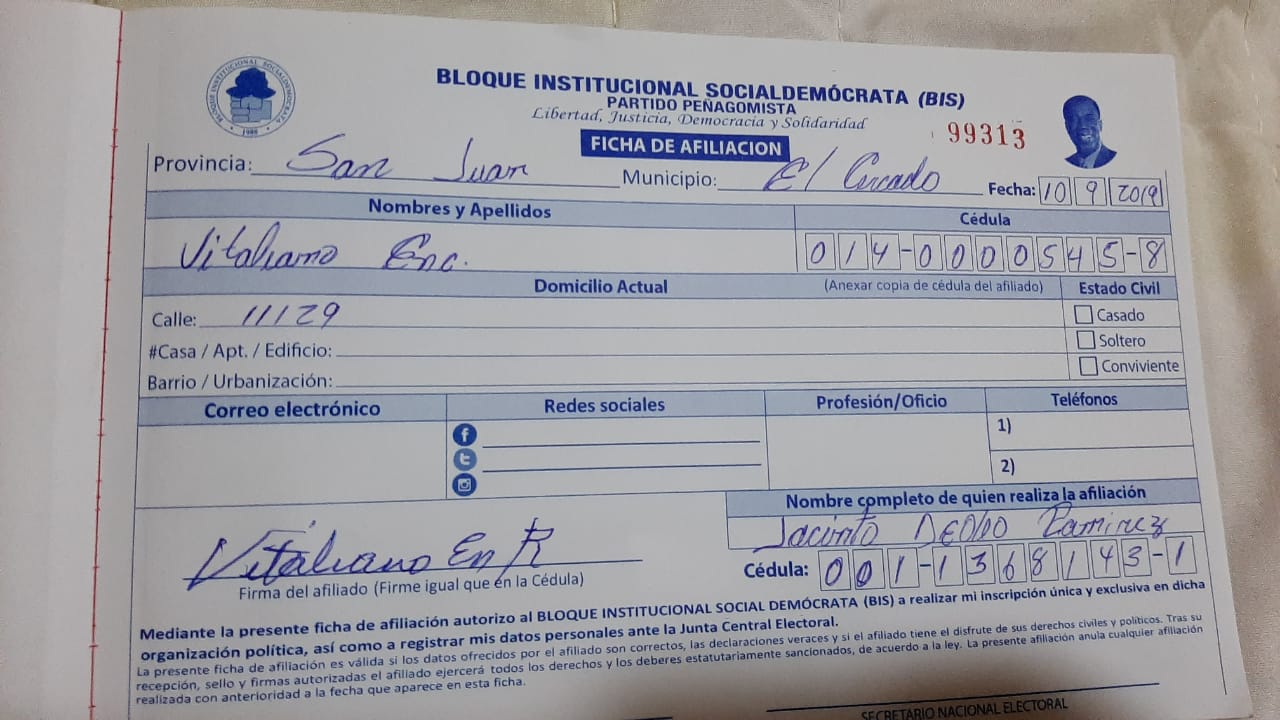 BLOQUE INSTITUCIONAL SOCIALDEMÓCRATA
1989
BLOQUE INSTITUCIONAL SOCIALDEMÓCRATA (BIS)
PARTIDO PEÑAGOMISTA
Libertad, Justicia, Democracia y Solidaridad
99313
FICHA DE AFILIACION
Provincia: San Juan Municipio: El Cercado Fecha: 10 9 2019
Nombres y Apellidos Cédula
Vitaliano Enc. 014-0000545-8
Domicilio Actual (Anexar copia de cédula del afiliado) Estado Civil
Calle: 11129 Casado
#Casa / Apt. / Edificio: Soltero
Barrio / Urbanización: Conviviente
Correo electrónico Redes sociales Profesión/Oficio Teléfonos
1)
2)
Nombre completo de quien realiza la afiliación
Jacinto Ramirez
Vitaliano En R
Cédula: 001-1368143-1
Firma del afiliado (Firme igual que en la Cédula)
Mediante la presente ficha de afiliación autorizo al BLOQUE INSTITUCIONAL SOCIAL DEMÓCRATA (BIS) a realizar mi inscripción única y exclusiva en dicha
organización política, así como a registrar mis datos personales ante la Junta Central Electoral.
La presente ficha de afiliación es válida si los datos ofrecidos por el afiliado son correctos, las declaraciones veraces y si el afiliado tiene el disfrute de sus derechos civiles y políticos. Tras su
recepción, sello y firmas autorizadas el afiliado ejercerá todos los derechos y los deberes estatutariamente sancionados, de acuerdo a la ley. La presente afiliación anula cualquier afiliación
realizada con anterioridad a la fecha que aparece en esta ficha.
SECRETARIO NACIONAL ELECTORAL